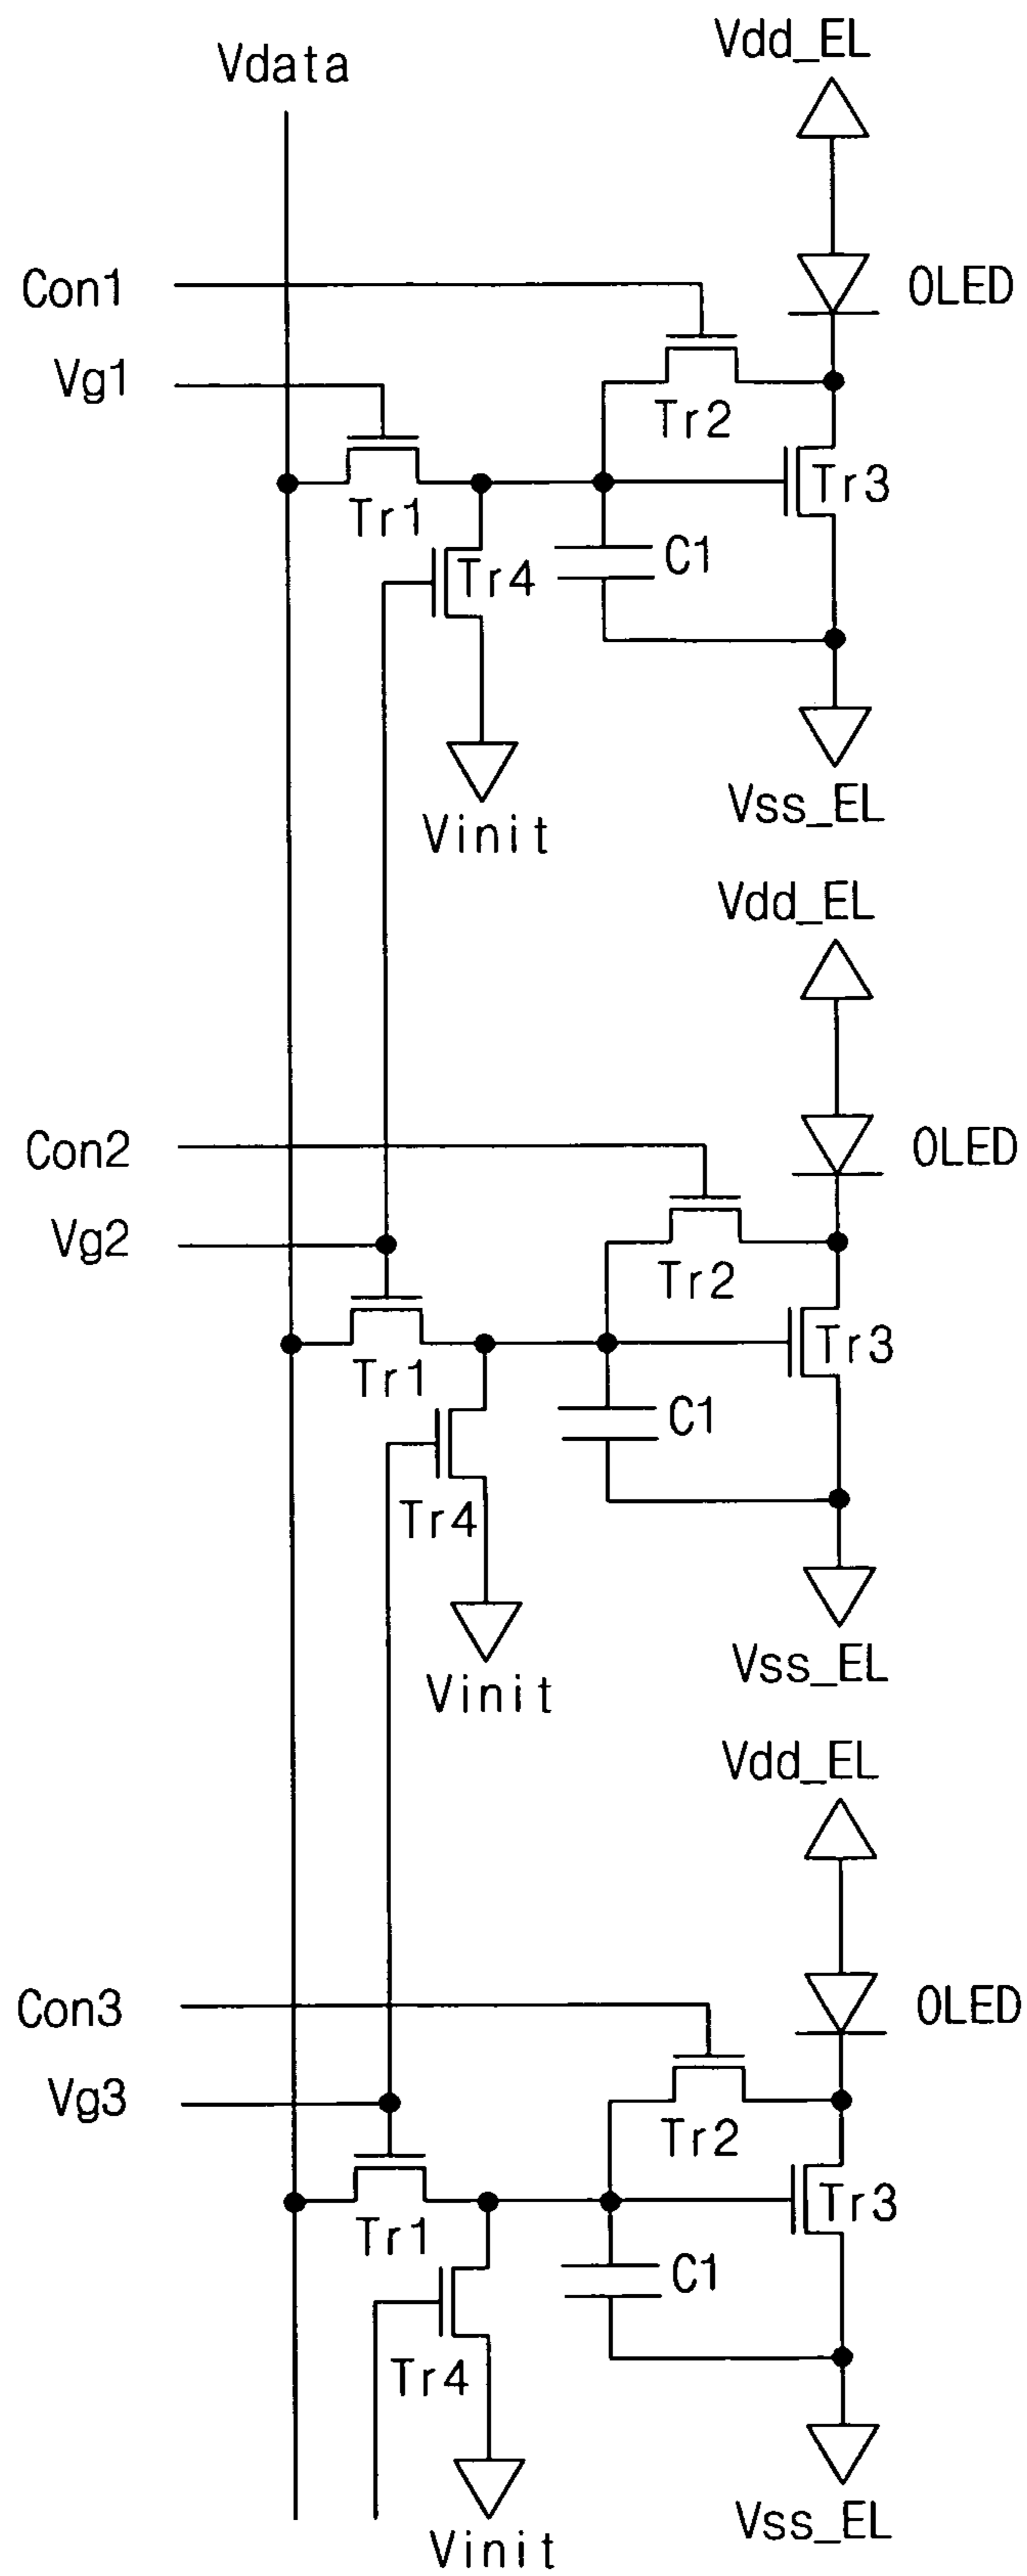 Vdd_EL
Vdata
Con1
OLED
Vg1
Tr2
Tr3
Tr1
C1
Tr4
Vss_EL
Vinit
Vdd_EL
Con2
OLED
Vg2
Tr2
Tr3
Tr1
C1
Tr4
Vss_EL
Vinit
Vdd_EL
Con3
OLED
Vg3
Tr2
Tr3
Tr1
C1
Tr4
Vss_EL
Vinit